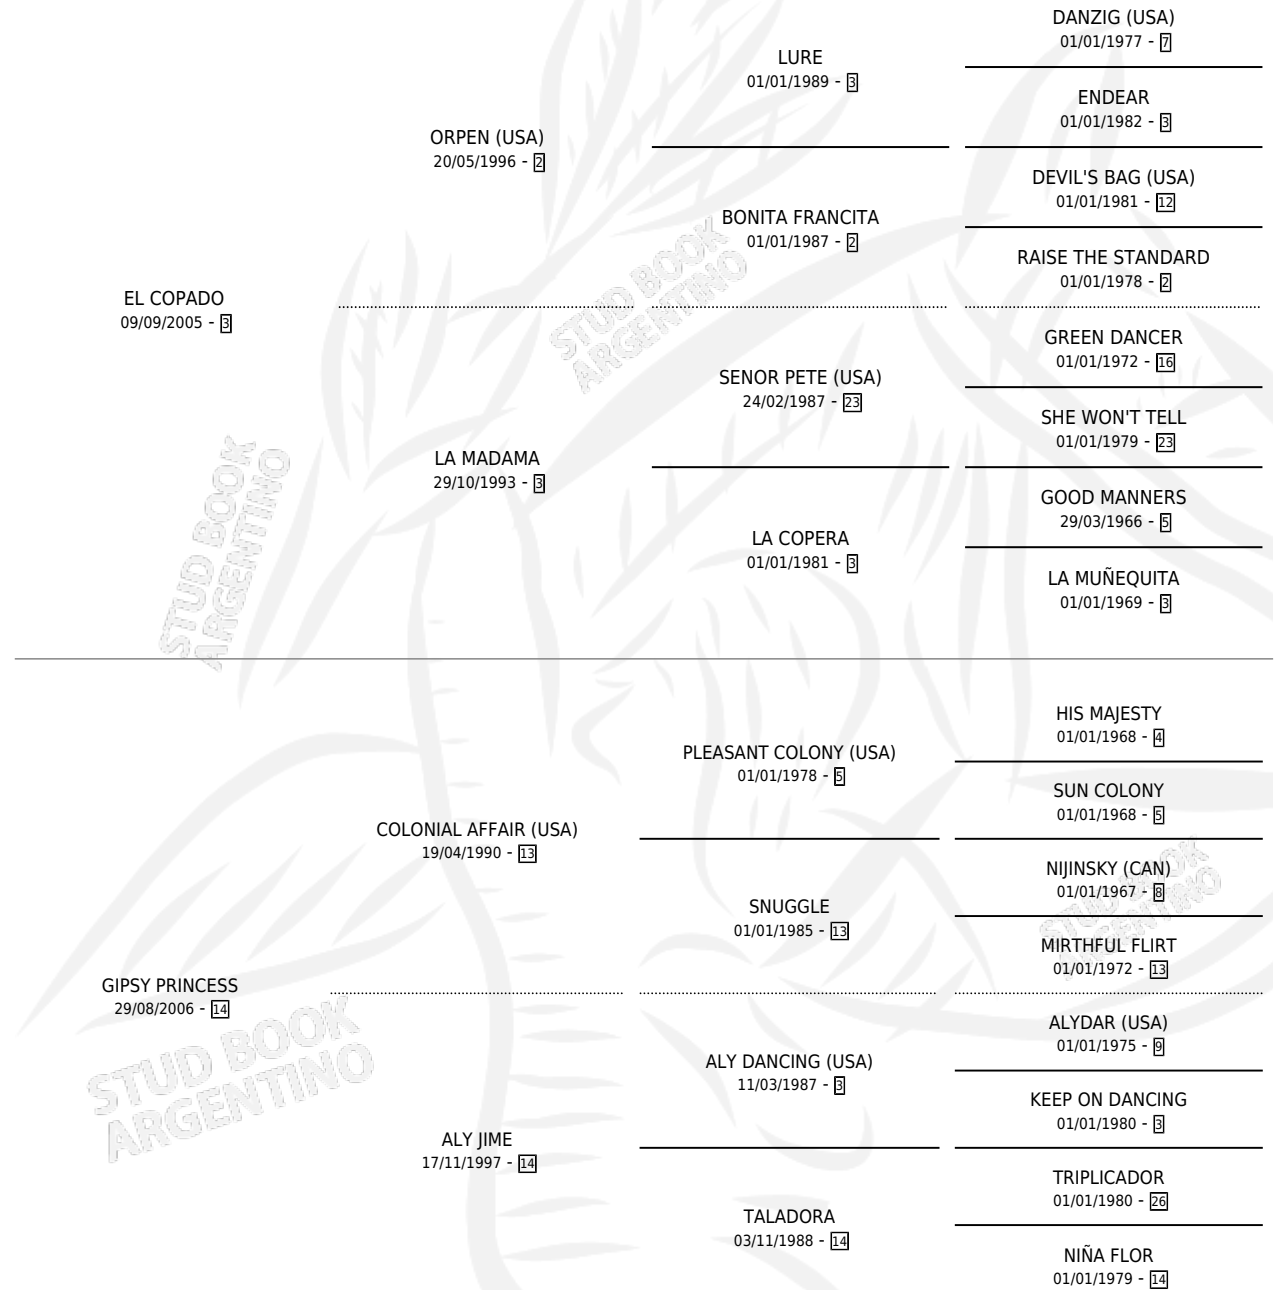 DANZIG (USA)
01/01/1977 - 7
LURE
01/01/1989 - 3
ENDEAR
01/01/1982 - 3
ORPEN (USA)
20/05/1996 - 2
DEVIL'S BAG (USA)
01/01/1981 - 12
BONITA FRANCITA
01/01/1987 - 2
RAISE THE STANDARD
01/01/1978 - 2
EL COPADO
09/09/2005 - 3
STUD BOOK
ARGENTINO
GREEN DANCER
01/01/1972 - 16
SENOR PETE (USA)
24/02/1987 - 23
SHE WON'T TELL
01/01/1979 - 23
LA MADAMA
29/10/1993 - 3
GOOD MANNERS
29/03/1966 - 5
LA COPERA
01/01/1981 - 3
LA MUÑEQUITA
01/01/1969 - 3
STUD BOOK
ARGENTINO
HIS MAJESTY
01/01/1968 - 4
PLEASANT COLONY (USA)
01/01/1978 - 5
SUN COLONY
01/01/1968 - 5
COLONIAL AFFAIR (USA)
19/04/1990 - 13
NIJINSKY (CAN)
01/01/1967 - 8
SNUGGLE
01/01/1985 - 13
STUD BOOK
ARGENTINO
MIRTHFUL FLIRT
01/01/1972 - 13
GIPSY PRINCESS
29/08/2006 - 14
STUD BOOK
ARGENTINO
ALYDAR (USA)
01/01/1975 - 9
ALY DANCING (USA)
11/03/1987 - 3
KEEP ON DANCING
01/01/1980 - 3
ALY JIME
17/11/1997 - 14
TRIPLICADOR
01/01/1980 - 26
TALADORA
03/11/1988 - 14
NIÑA FLOR
01/01/1979 - 14